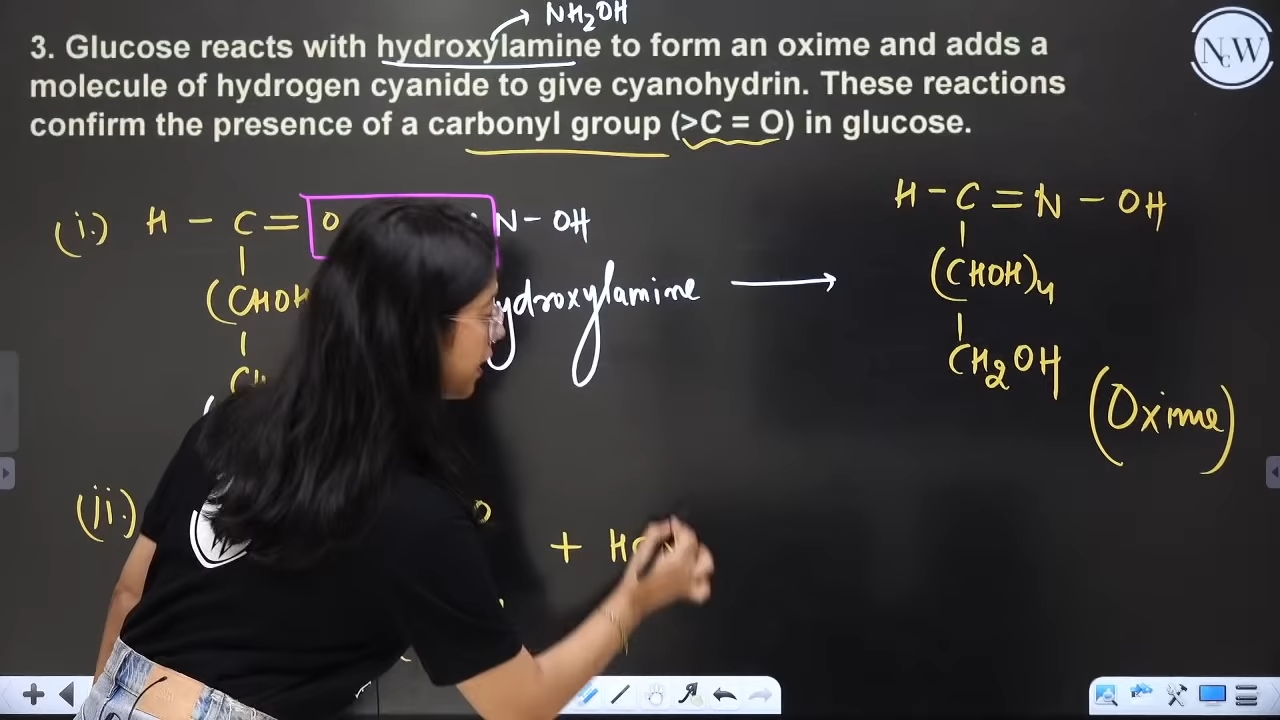 NH₂OH
3. Glucose reacts with hydroxylamine to form an oxime and adds a
molecule of hydrogen cyanide to give cyanohydrin. These reactions
confirm the presence of a carbonyl group (>C = O) in glucose.
NcW
(i.) H - C = O N - OH
(CHOH
ydroxylamine
H - C = N - OH
(CHOH)₄
CH₂OH
(Oxime)
(ii.)
+ HC